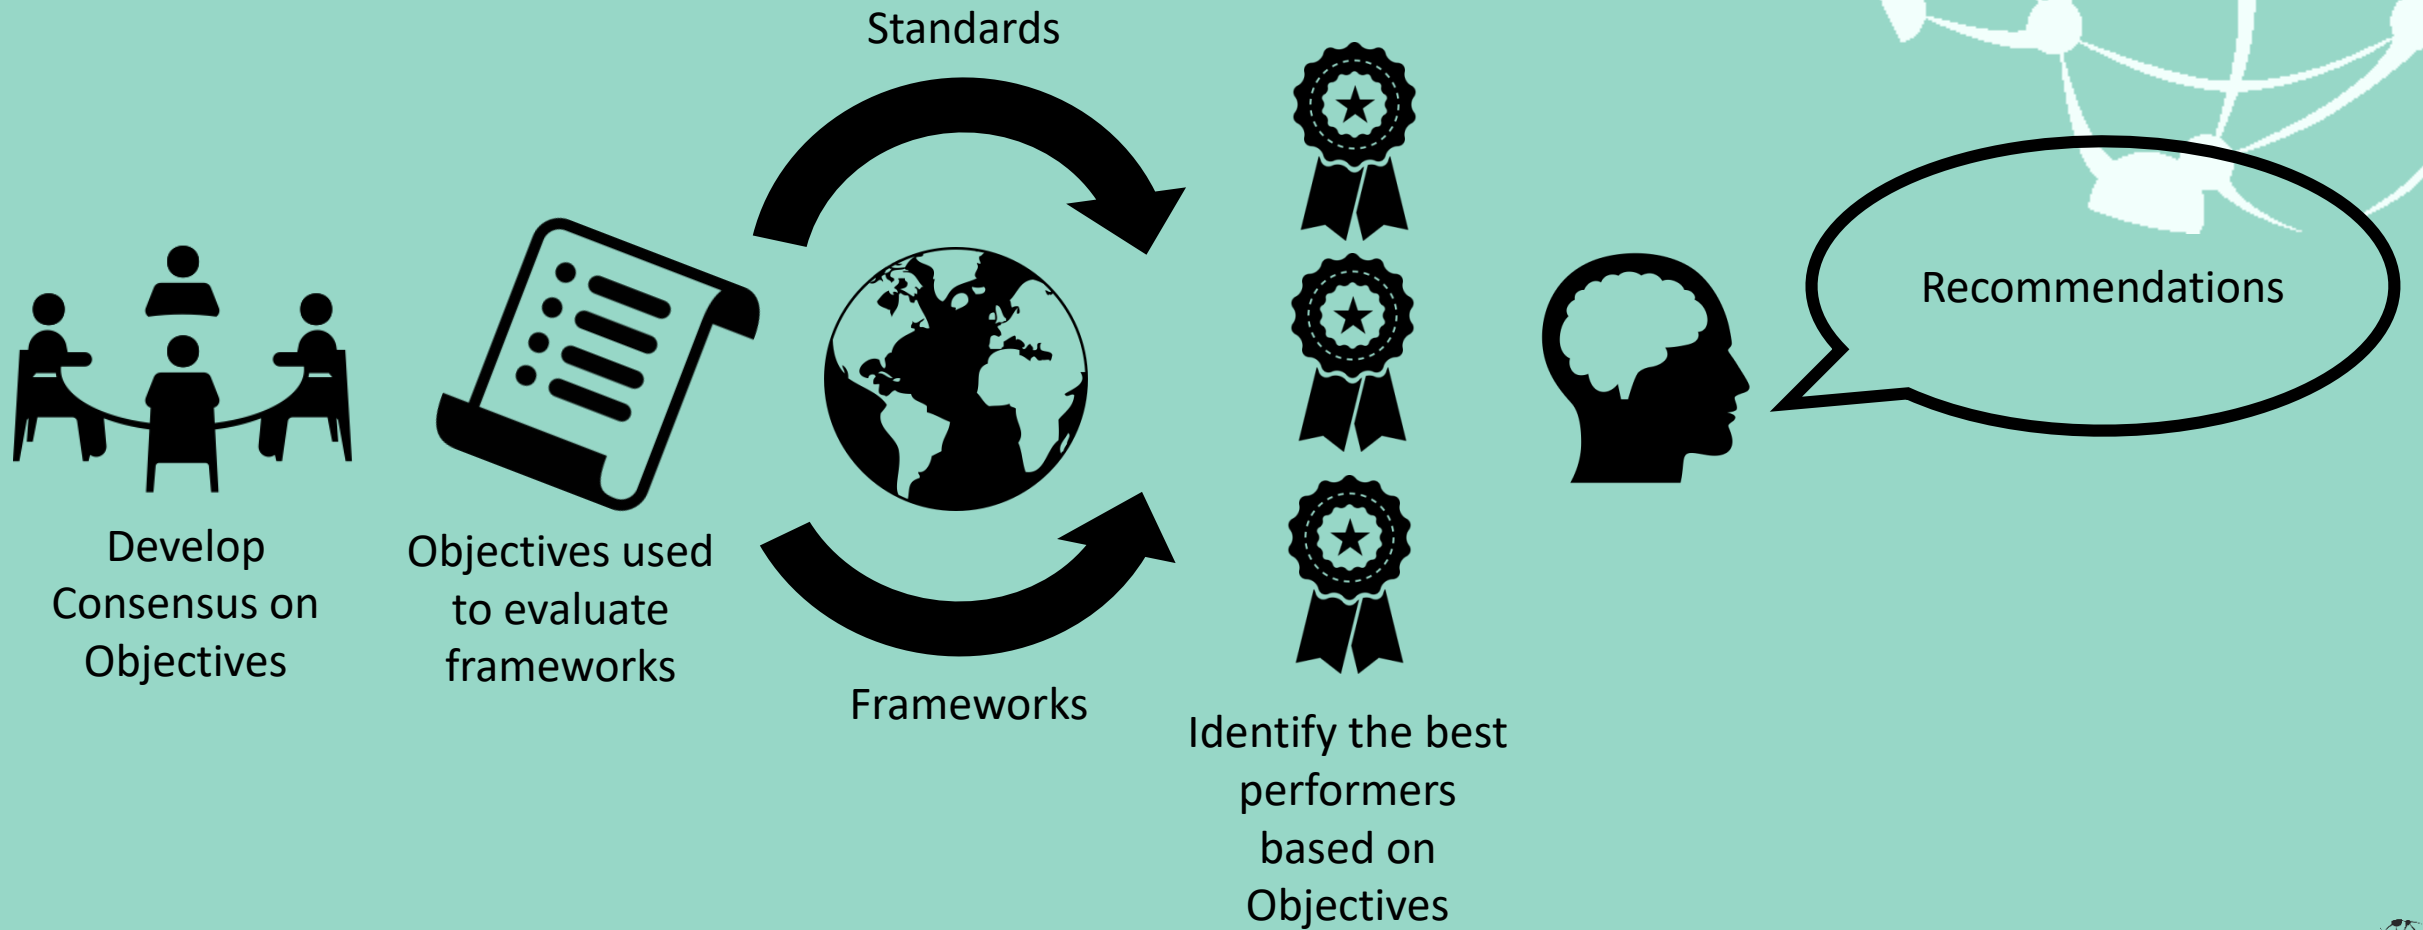 Develop
Consensus on
Objectives
Objectives used
to evaluate
frameworks
Standards
Frameworks
Identify the best
performers
based on
Objectives
Recommendations